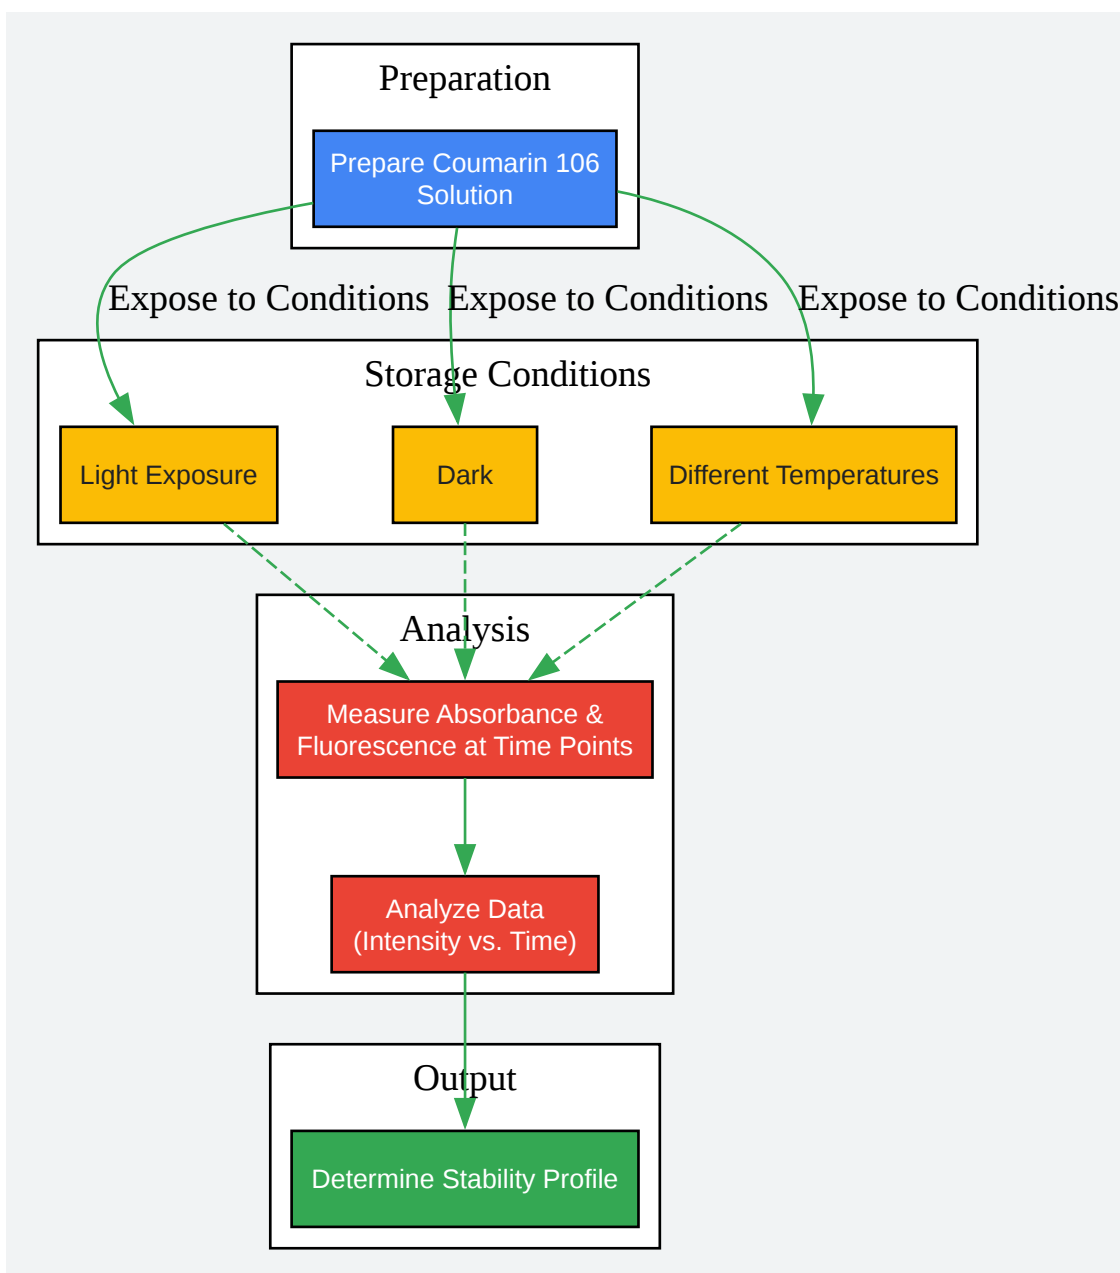 Preparation
Prepare Coumarin 106
Solution
Expose to Conditions
Expose to Conditions
Expose to Conditions
Storage Conditions
Light Exposure
Dark
Different Temperatures
Analysis
Measure Absorbance &
Fluorescence at Time Points
Analyze Data
(Intensity vs. Time)
Output
Determine Stability Profile